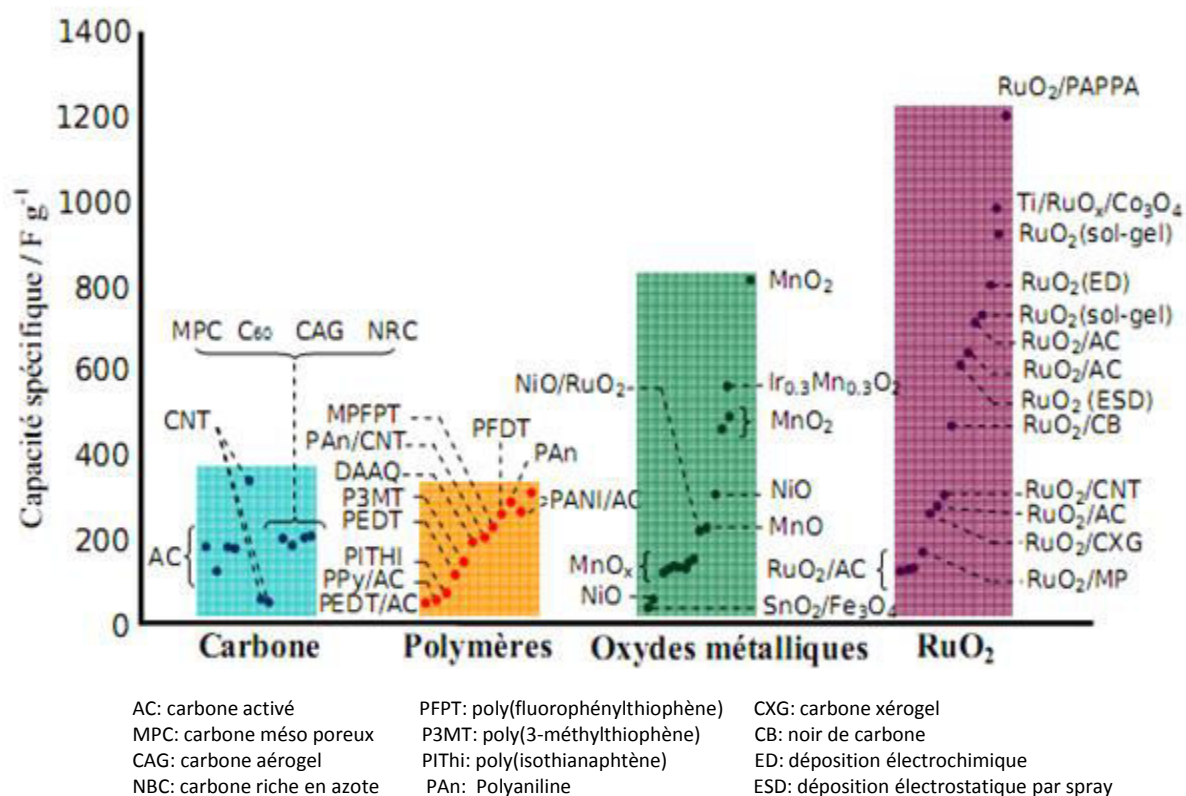 1400
1200
1000
800
600
400
200
0
Capacité spécifique / F g⁻¹
MPC C₆₀ CAG NRC
CNT
AC
Carbone
MPFPT
PAn/CNT
DAAQ
P3MT
PEDT
PITHI
PPy/AC
PEDT/AC
PFDT
PAn
PANI/AC
Polymères
NiO/RuO₂
MnOₓ
NiO
MnO₂
Ir₀.₃Mn₀.₃O₂
MnO₂
NiO
MnO
SnO₂/Fe₃O₄
Oxydes métalliques
RuO₂/AC
RuO₂/PAPPA
Ti/RuOₓ/Co₃O₄
RuO₂(sol-gel)
RuO₂(ED)
RuO₂(sol-gel)
RuO₂/AC
RuO₂/AC
RuO₂(ESD)
RuO₂/CB
RuO₂/CNT
RuO₂/AC
RuO₂/CXG
RuO₂/MP
RuO₂
AC: carbone activé
MPC: carbone méso poreux
CAG: carbone aérogel
NBC: carbone riche en azote
PFPT: poly(fluorophénylthiophène)
P3MT: poly(3-méthylthiophène)
PIThi: poly(isothianaphtène)
PAn: Polyaniline
CXG: carbone xérogel
CB: noir de carbone
ED: déposition électrochimique
ESD: déposition électrostatique par spray